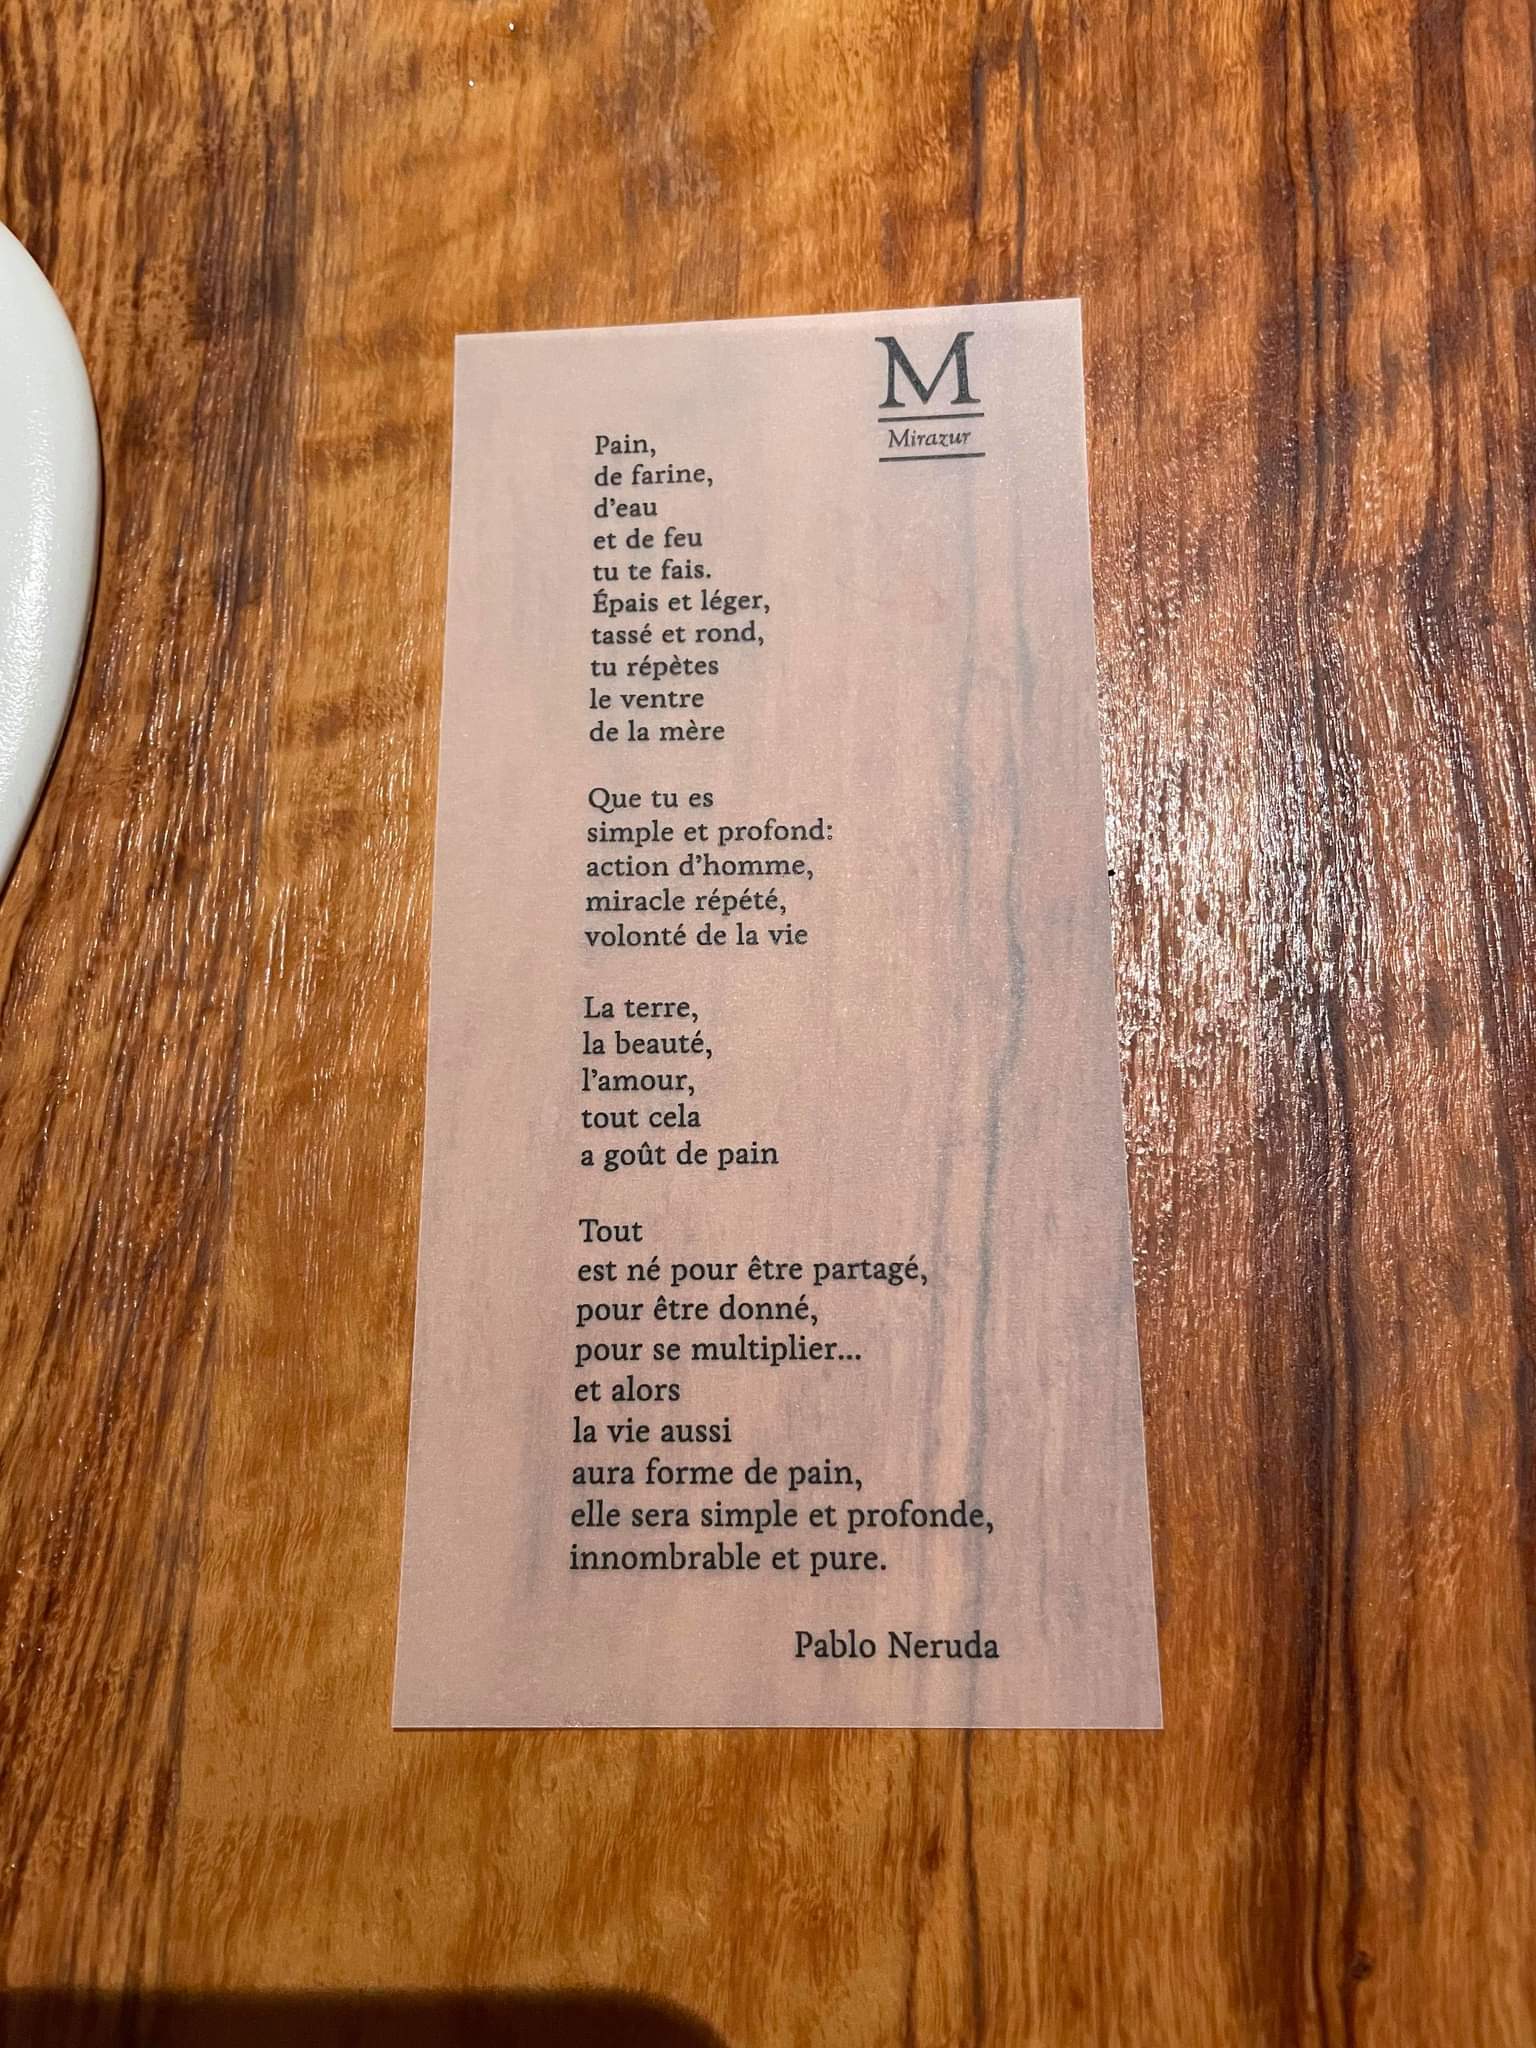 M
Mirazur
Pain,
de farine,
d'eau
et de feu
tu te fais.
Épais et léger,
tassé et rond,
tu répètes
le ventre
de la mère
Que tu es
simple et profond:
action d'homme,
miracle répété,
volonté de la vie
La terre,
la beauté,
l'amour,
tout cela
a goût de pain
Tout
est né pour être partagé,
pour être donné,
pour se multiplier...
et alors
la vie aussi
aura forme de pain,
elle sera simple et profonde,
innombrable et pure.
Pablo Neruda